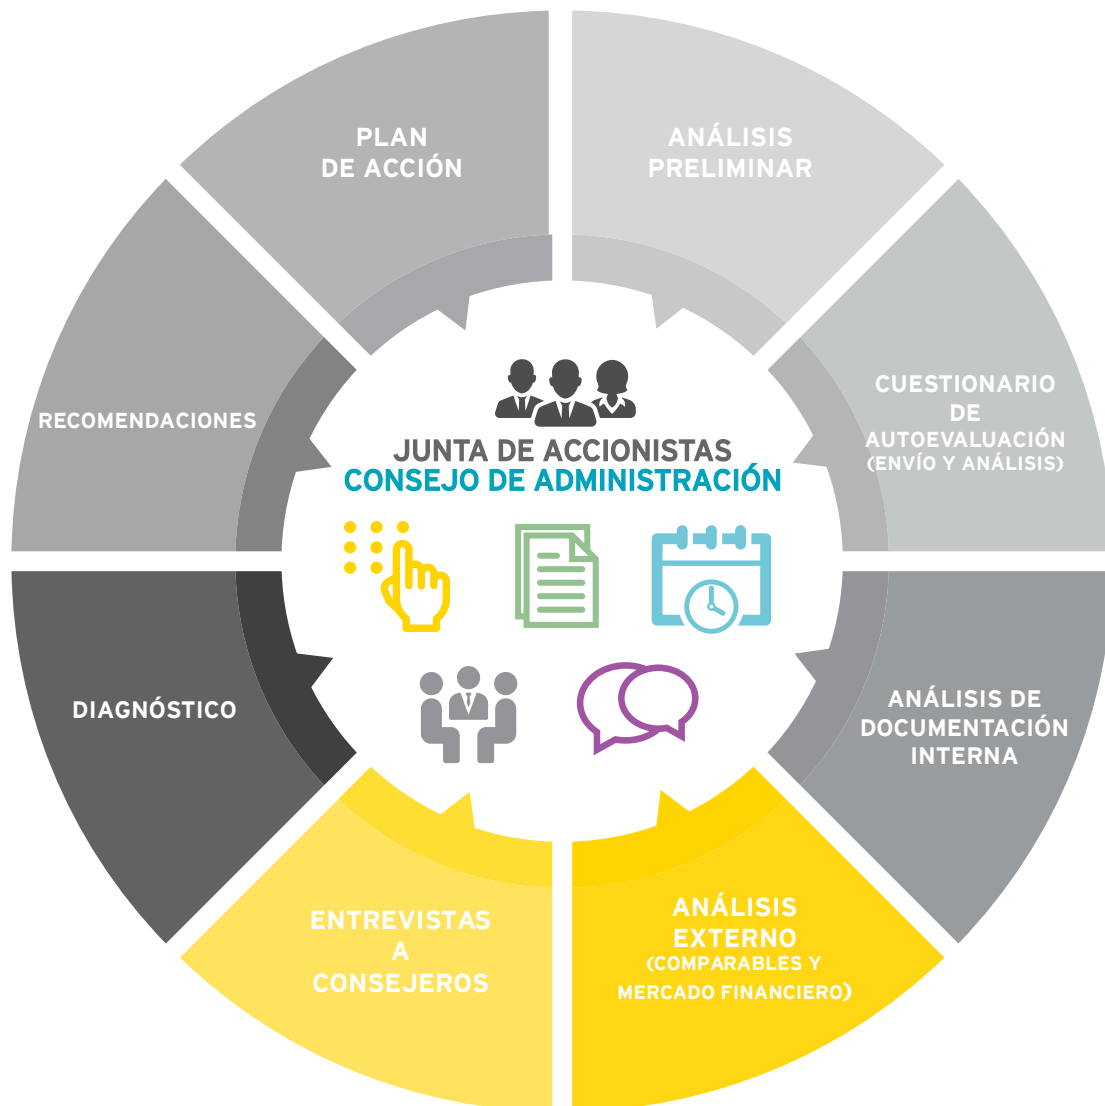 PLAN
DE ACCIÓN
ANÁLISIS
PRELIMINAR
CUESTIONARIO
DE
AUTOEVALUACIÓN
(ENVÍO Y ANÁLISIS)
RECOMENDACIONES
JUNTA DE ACCIONISTAS
CONSEJO DE ADMINISTRACIÓN
DIAGNÓSTICO
ANÁLISIS DE
DOCUMENTACIÓN
INTERNA
ENTREVISTAS
A
CONSEJEROS
ANÁLISIS
EXTERNO
(COMPARABLES Y
MERCADO FINANCIERO)